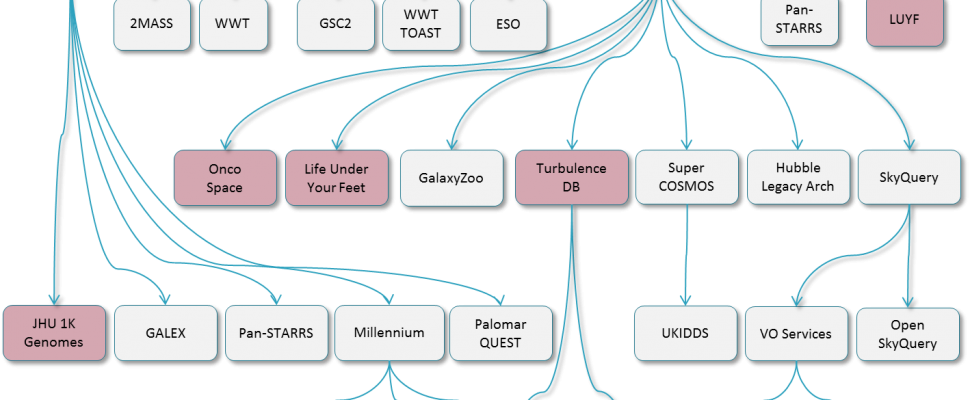 2MASS
WWT
GSC2
WWT
TOAST
ESO
Pan-
STARRS
LUYF
Onco
Space
Life Under
Your Feet
GalaxyZoo
Turbulence
DB
Super
COSMOS
Hubble
Legacy Arch
SkyQuery
JHU 1K
Genomes
GALEX
Pan-STARRS
Millennium
Palomar
QUEST
UKIDDS
VO Services
Open
SkyQuery